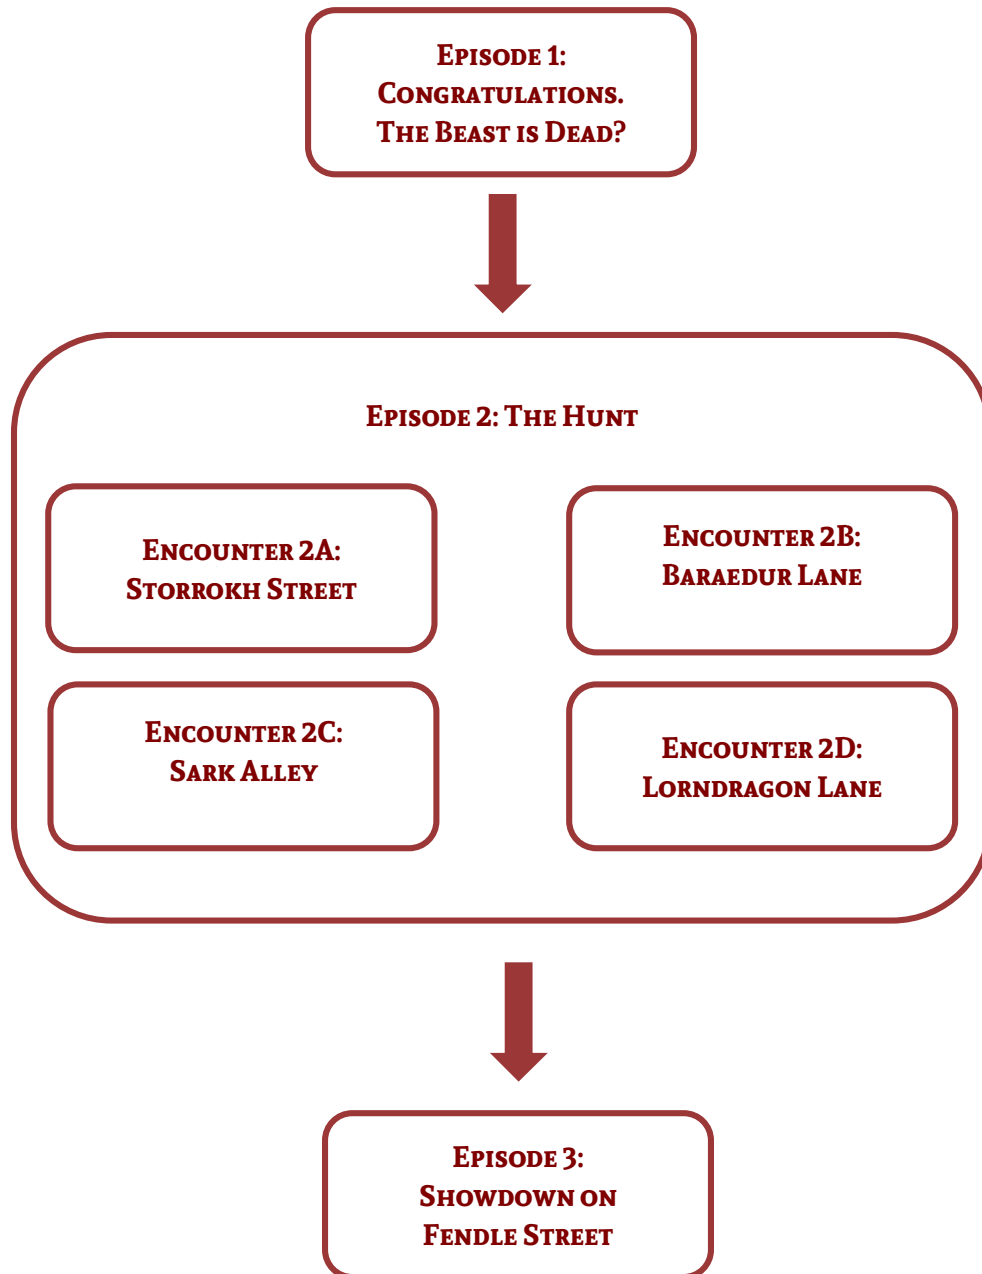 Episode 1:
Congratulations.
The Beast is Dead?
Episode 2: The Hunt
Encounter 2A:
Storrokh Street
Encounter 2B:
Baraedur Lane
Encounter 2C:
Sark Alley
Encounter 2D:
Lorndragon Lane
Episode 3:
Showdown on
Fendle Street